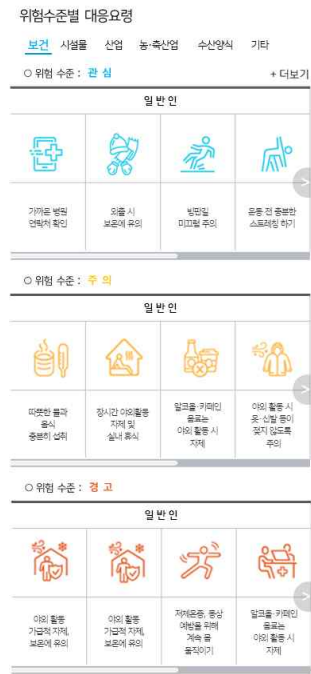 위험수준별 대응요령
보건 시설물 산업 농·축산업 수산양식 기타
위험 수준 : 관 심 + 더보기
일 반 인
가까운 병원
연락처 확인
외출 시
보온에 유의
빙판길
미끄럼 주의
운동 전 충분한
스트레칭 하기
위험 수준 : 주 의
일 반 인
따뜻한 물과
음식
충분히 섭취
장시간 야외활동
자제 및
실내 휴식
알코올·카페인
음료는
야외 활동 시
자제
야외 활동 시
옷·신발 등이
젖지 않도록
주의
위험 수준 : 경 고
일 반 인
야외 활동
가급적 자제,
보온에 유의
야외 활동
가급적 자제,
보온에 유의
저체온증, 동상
예방을 위해
계속 몸
움직이기
알코올·카페인
음료는
야외 활동 시
자제